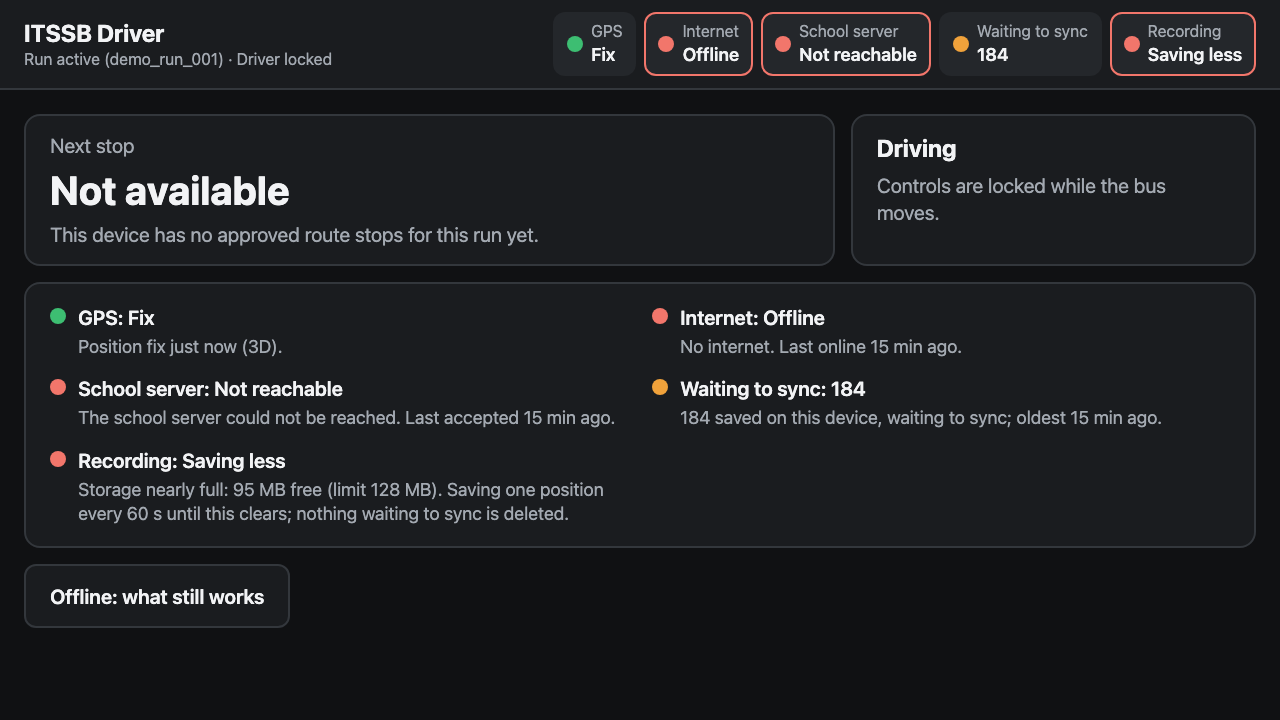 ITSSB Driver
Run active (demo_run_001) · Driver locked
GPS
Fix
Internet
Offline
School server
Not reachable
Waiting to sync
184
Recording
Saving less
Next stop
Not available
This device has no approved route stops for this run yet.
Driving
Controls are locked while the bus
moves.
GPS: Fix
Position fix just now (3D).
Internet: Offline
No internet. Last online 15 min ago.
School server: Not reachable
The school server could not be reached. Last accepted 15 min ago.
Waiting to sync: 184
184 saved on this device, waiting to sync; oldest 15 min ago.
Recording: Saving less
Storage nearly full: 95 MB free (limit 128 MB). Saving one position
every 60 s until this clears; nothing waiting to sync is deleted.
Offline: what still works